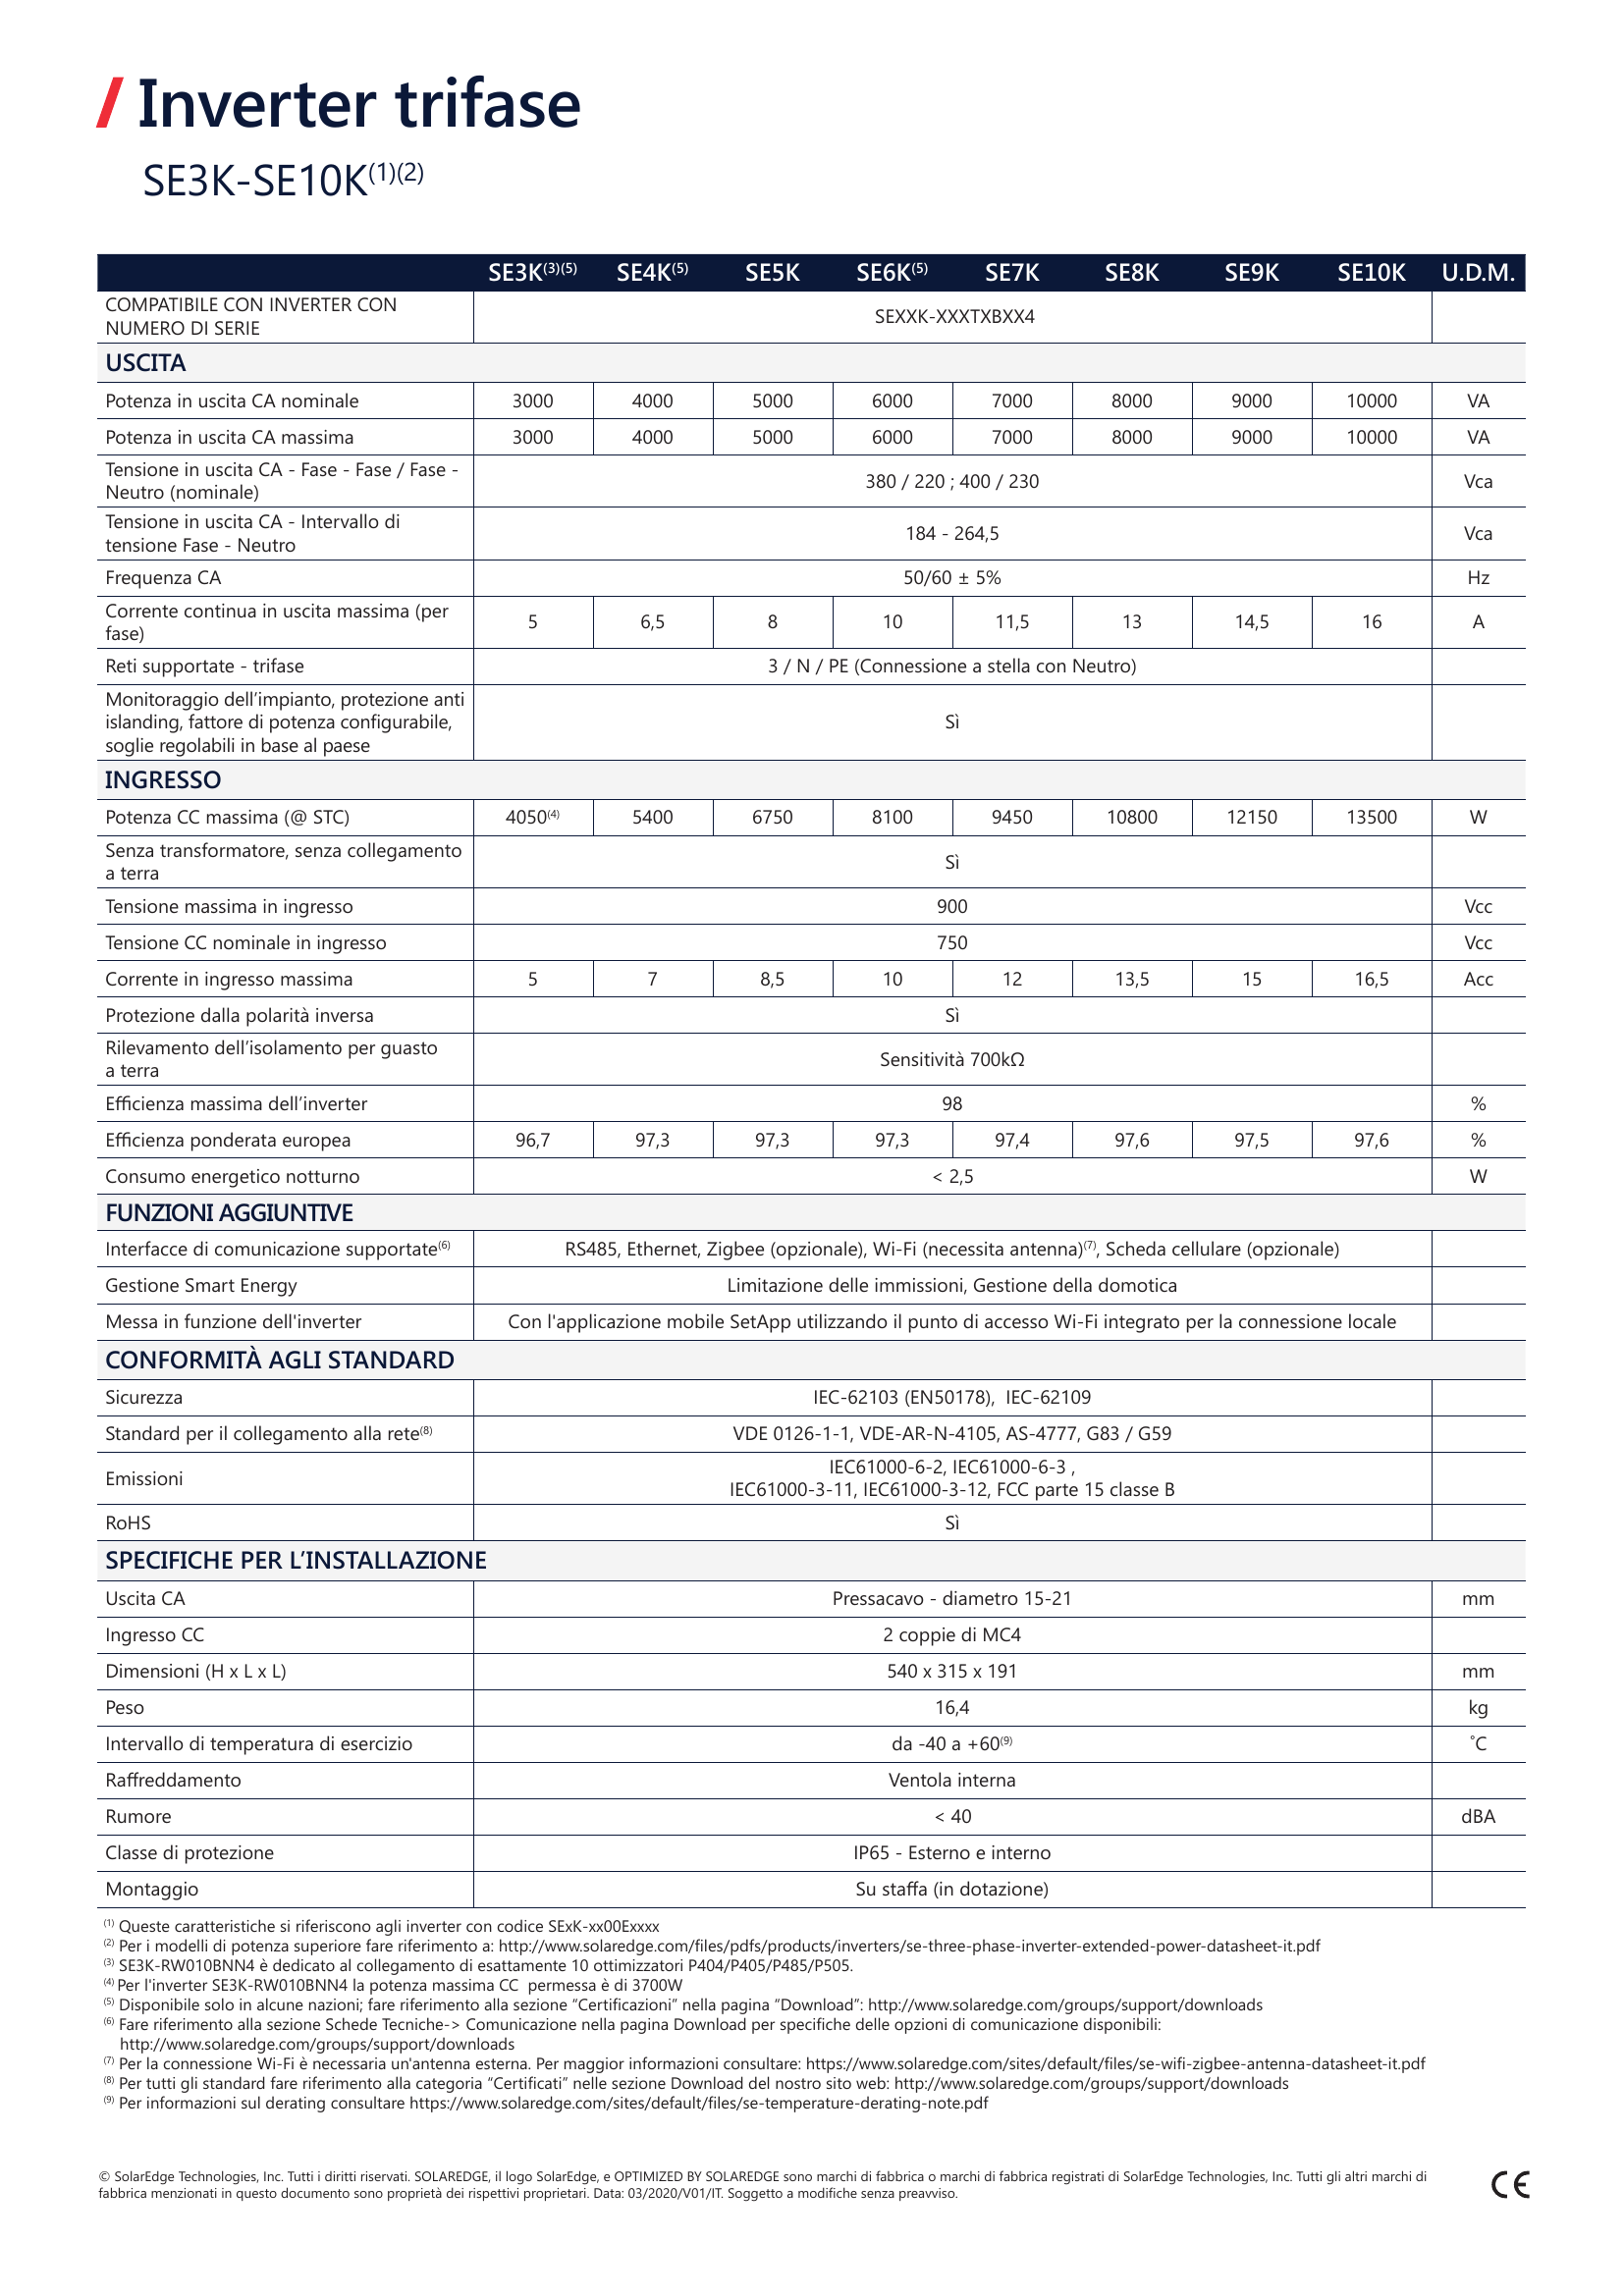 / Inverter trifase
SE3K-SE10K(1)(2)
SE3K(3)(5) SE4K(5) SE5K SE6K(5) SE7K SE8K SE9K SE10K U.D.M.
COMPATIBILE CON INVERTER CON
NUMERO DI SERIE
SEXXK-XXXTXBXX4
USCITA
Potenza in uscita CA nominale 3000 4000 5000 6000 7000 8000 9000 10000 VA
Potenza in uscita CA massima 3000 4000 5000 6000 7000 8000 9000 10000 VA
Tensione in uscita CA - Fase - Fase / Fase -
Neutro (nominale)
380 / 220 ; 400 / 230 Vca
Tensione in uscita CA - Intervallo di
tensione Fase - Neutro
184 - 264,5 Vca
Frequenza CA 50/60 ± 5% Hz
Corrente continua in uscita massima (per
fase)
5 6,5 8 10 11,5 13 14,5 16 A
Reti supportate - trifase 3 / N / PE (Connessione a stella con Neutro)
Monitoraggio dell’impianto, protezione anti
islanding, fattore di potenza configurabile,
soglie regolabili in base al paese
Sì
INGRESSO
Potenza CC massima (@ STC) 4050(4) 5400 6750 8100 9450 10800 12150 13500 W
Senza transformatore, senza collegamento
a terra
Sì
Tensione massima in ingresso 900 Vcc
Tensione CC nominale in ingresso 750 Vcc
Corrente in ingresso massima 5 7 8,5 10 12 13,5 15 16,5 Acc
Protezione dalla polarità inversa Sì
Rilevamento dell’isolamento per guasto
a terra
Sensitività 700kΩ
Efficienza massima dell’inverter 98 %
Efficienza ponderata europea 96,7 97,3 97,3 97,3 97,4 97,6 97,5 97,6 %
Consumo energetico notturno < 2,5 W
FUNZIONI AGGIUNTIVE
Interfacce di comunicazione supportate(6) RS485, Ethernet, Zigbee (opzionale), Wi-Fi (necessita antenna)(7), Scheda cellulare (opzionale)
Gestione Smart Energy Limitazione delle immissioni, Gestione della domotica
Messa in funzione dell'inverter Con l'applicazione mobile SetApp utilizzando il punto di accesso Wi-Fi integrato per la connessione locale
CONFORMITÀ AGLI STANDARD
Sicurezza IEC-62103 (EN50178), IEC-62109
Standard per il collegamento alla rete(8) VDE 0126-1-1, VDE-AR-N-4105, AS-4777, G83 / G59
Emissioni
IEC61000-6-2, IEC61000-6-3 ,
IEC61000-3-11, IEC61000-3-12, FCC parte 15 classe B
RoHS Sì
SPECIFICHE PER L’INSTALLAZIONE
Uscita CA Pressacavo - diametro 15-21 mm
Ingresso CC 2 coppie di MC4
Dimensioni (H x L x L) 540 x 315 x 191 mm
Peso 16,4 kg
Intervallo di temperatura di esercizio da -40 a +60(9) ˚C
Raffreddamento Ventola interna
Rumore < 40 dBA
Classe di protezione IP65 - Esterno e interno
Montaggio Su staffa (in dotazione)
(1) Queste caratteristiche si riferiscono agli inverter con codice SExK-xx00Exxxx
(2) Per i modelli di potenza superiore fare riferimento a: http://www.solaredge.com/files/pdfs/products/inverters/se-three-phase-inverter-extended-power-datasheet-it.pdf
(3) SE3K-RW010BNN4 è dedicato al collegamento di esattamente 10 ottimizzatori P404/P405/P485/P505.
(4) Per l'inverter SE3K-RW010BNN4 la potenza massima CC permessa è di 3700W
(5) Disponibile solo in alcune nazioni; fare riferimento alla sezione “Certificazioni” nella pagina “Download”: http://www.solaredge.com/groups/support/downloads
(6) Fare riferimento alla sezione Schede Tecniche-> Comunicazione nella pagina Download per specifiche delle opzioni di comunicazione disponibili:
http://www.solaredge.com/groups/support/downloads
(7) Per la connessione Wi-Fi è necessaria un'antenna esterna. Per maggior informazioni consultare: https://www.solaredge.com/sites/default/files/se-wifi-zigbee-antenna-datasheet-it.pdf
(8) Per tutti gli standard fare riferimento alla categoria “Certificati” nelle sezione Download del nostro sito web: http://www.solaredge.com/groups/support/downloads
(9) Per informazioni sul derating consultare https://www.solaredge.com/sites/default/files/se-temperature-derating-note.pdf
© SolarEdge Technologies, Inc. Tutti i diritti riservati. SOLAREDGE, il logo SolarEdge, e OPTIMIZED BY SOLAREDGE sono marchi di fabbrica o marchi di fabbrica registrati di SolarEdge Technologies, Inc. Tutti gli altri marchi di
fabbrica menzionati in questo documento sono proprietà dei rispettivi proprietari. Data: 03/2020/V01/IT. Soggetto a modifiche senza preavviso.
CE